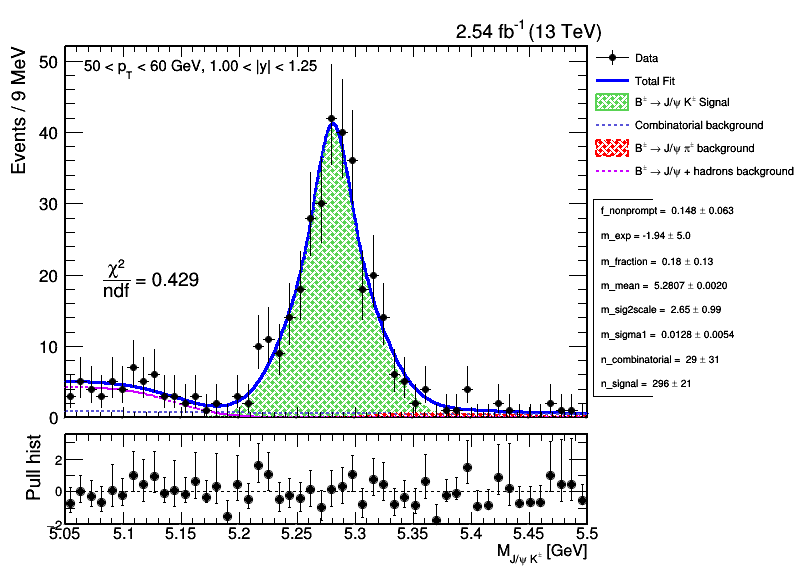 2.54 fb⁻¹ (13 TeV)
Events / 9 MeV
50 < p_T < 60 GeV, 1.00 < |y| < 1.25
50
40
30
20
10
0
χ²/ndf = 0.429
Data
Total Fit
B± → J/ψ K± Signal
Combinatorial background
B± → J/ψ π± background
B± → J/ψ + hadrons background
f_nonprompt = 0.148 ± 0.063
m_exp = -1.94 ± 5.0
m_fraction = 0.18 ± 0.13
m_mean = 5.2807 ± 0.0020
m_sig2scale = 2.65 ± 0.99
m_sigma1 = 0.0128 ± 0.0054
n_combinatorial = 29 ± 31
n_signal = 296 ± 21
Pull hist
2
0
−2
5.05 5.1 5.15 5.2 5.25 5.3 5.35 5.4 5.45 5.5
M_J/ψ K± [GeV]